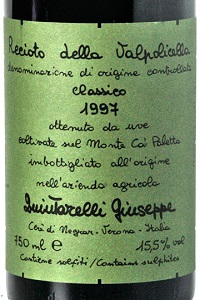 Recioto della Valpolicella
denominazione di origine controllata
classico
1997
ottenuto da uve
coltivate sul Monte Ca' Paletta
imbottigliato all'origine
nell'azienda agricola
Quintarelli Giuseppe
Cerè di Negrar - Verona - Italia
750 ml e 15,5% vol
Contiene solfiti / Contains sulphites